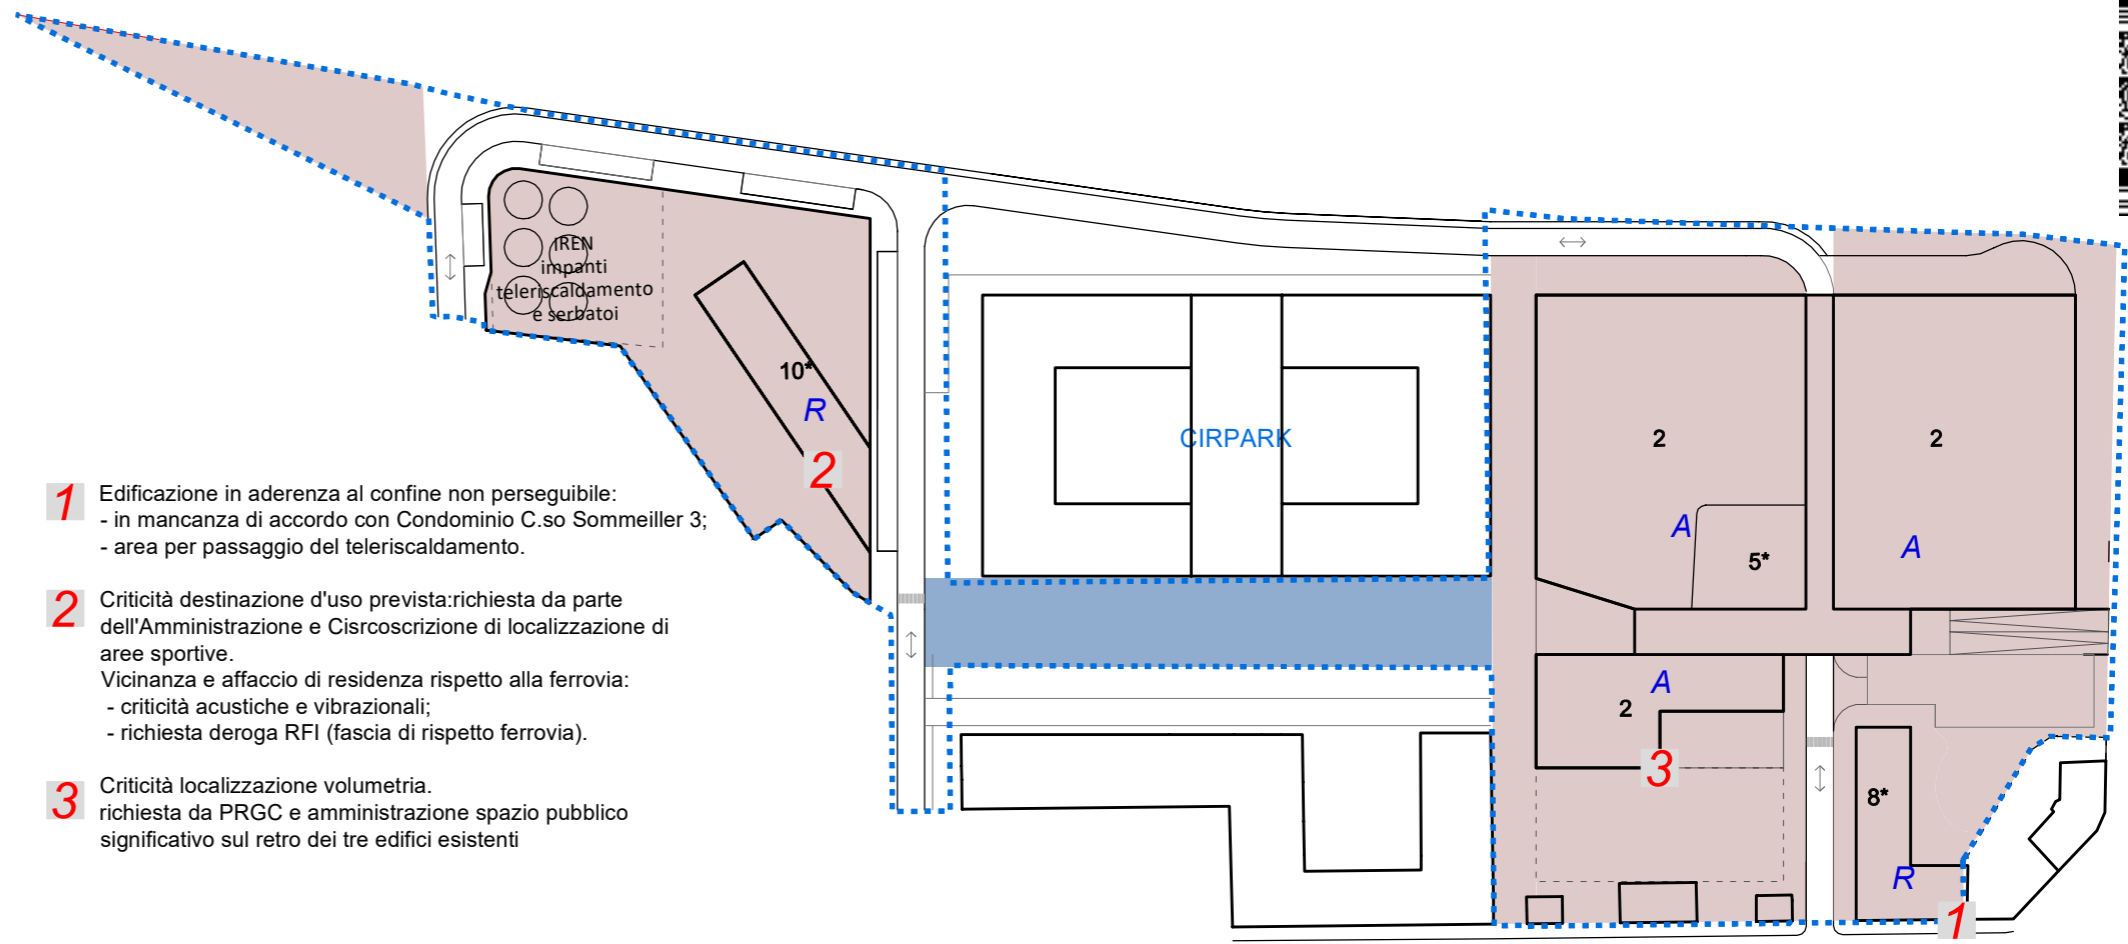 IREN
impanti
teleriscaldamento
e serbatoi
10*
R
2
CIRPARK
2
A
5*
2
A
A
2
3
8*
R
1
1 Edificazione in aderenza al confine non perseguibile:
- in mancanza di accordo con Condominio C.so Sommeiller 3;
- area per passaggio del teleriscaldamento.
2 Criticità destinazione d'uso prevista:richiesta da parte
dell'Amministrazione e Cisrcoscrizione di localizzazione di
aree sportive.
Vicinanza e affaccio di residenza rispetto alla ferrovia:
- criticità acustiche e vibrazionali;
- richiesta deroga RFI (fascia di rispetto ferrovia).
3 Criticità localizzazione volumetria.
richiesta da PRGC e amministrazione spazio pubblico
significativo sul retro dei tre edifici esistenti